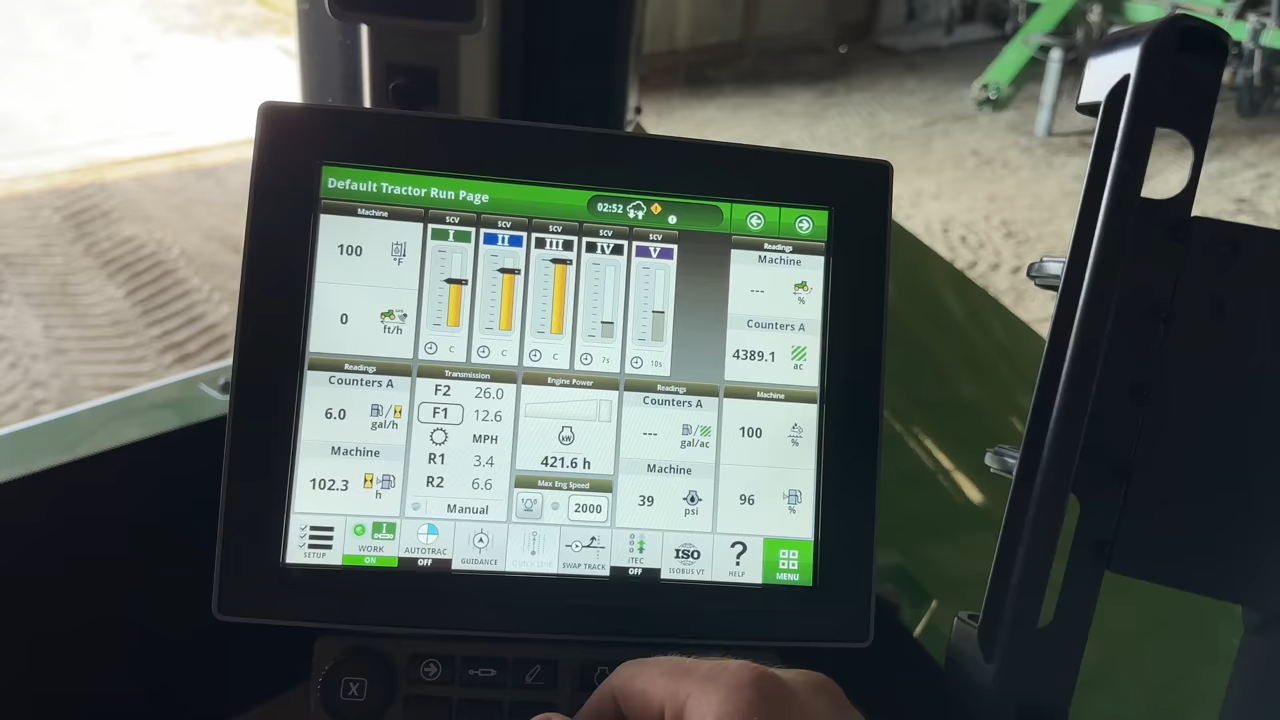 Default Tractor Run Page
02:52
Machine
100
°F
0
ft/h
SCV
I
C
SCV
II
C
SCV
III
C
SCV
IV
7s
SCV
V
10s
Readings
Machine
---
%
Counters A
4389.1
ac
Readings
Counters A
6.0
gal/h
Machine
102.3
h
Transmission
F2 26.0
F1 12.6
MPH
R1 3.4
R2 6.6
Manual
Engine Power
kW
421.6 h
Max Eng Speed
2000
Readings
Counters A
---
gal/ac
Machine
39
psi
Machine
100
%
96
%
SETUP
I
WORK
ON
AUTOTRAC
OFF
GUIDANCE
SWAP TRACK
iTEC
OFF
ISO
ISOBUS VT
?
HELP
MENU
X